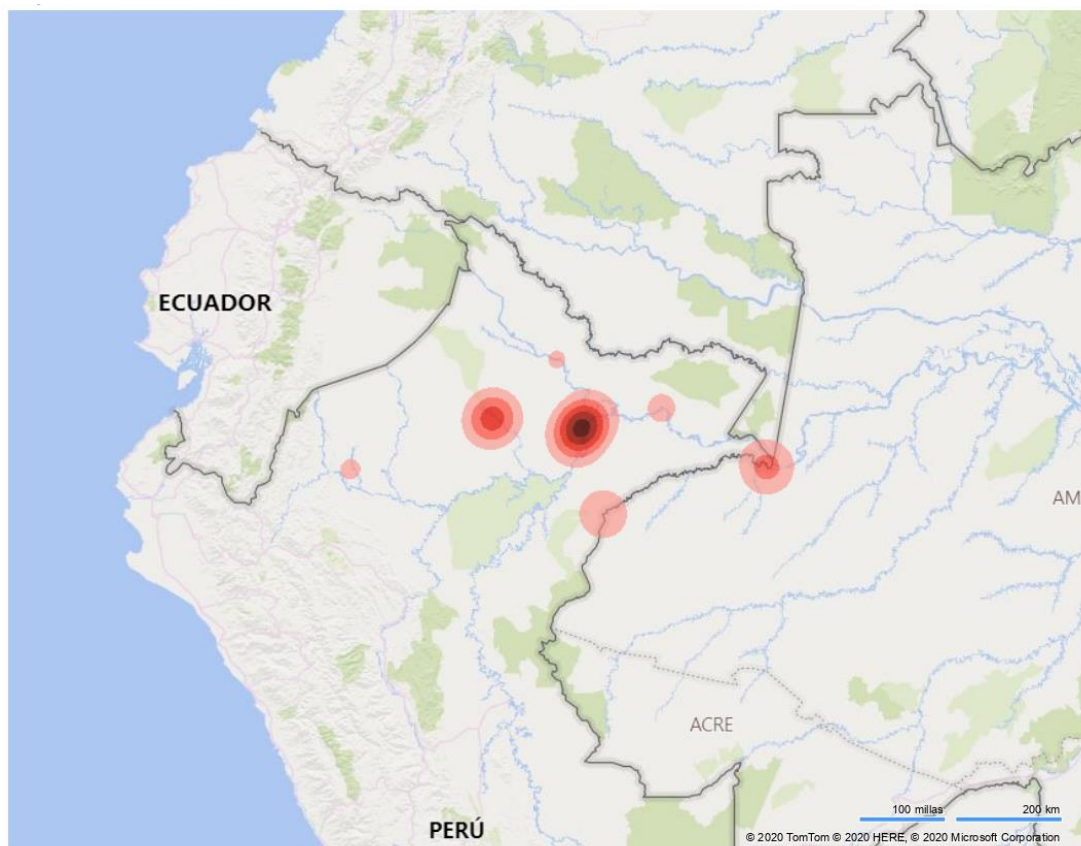 ECUADOR
AM
ACRE
PERÚ
100 millas 200 km
© 2020 TomTom © 2020 HERE, © 2020 Microsoft Corporation